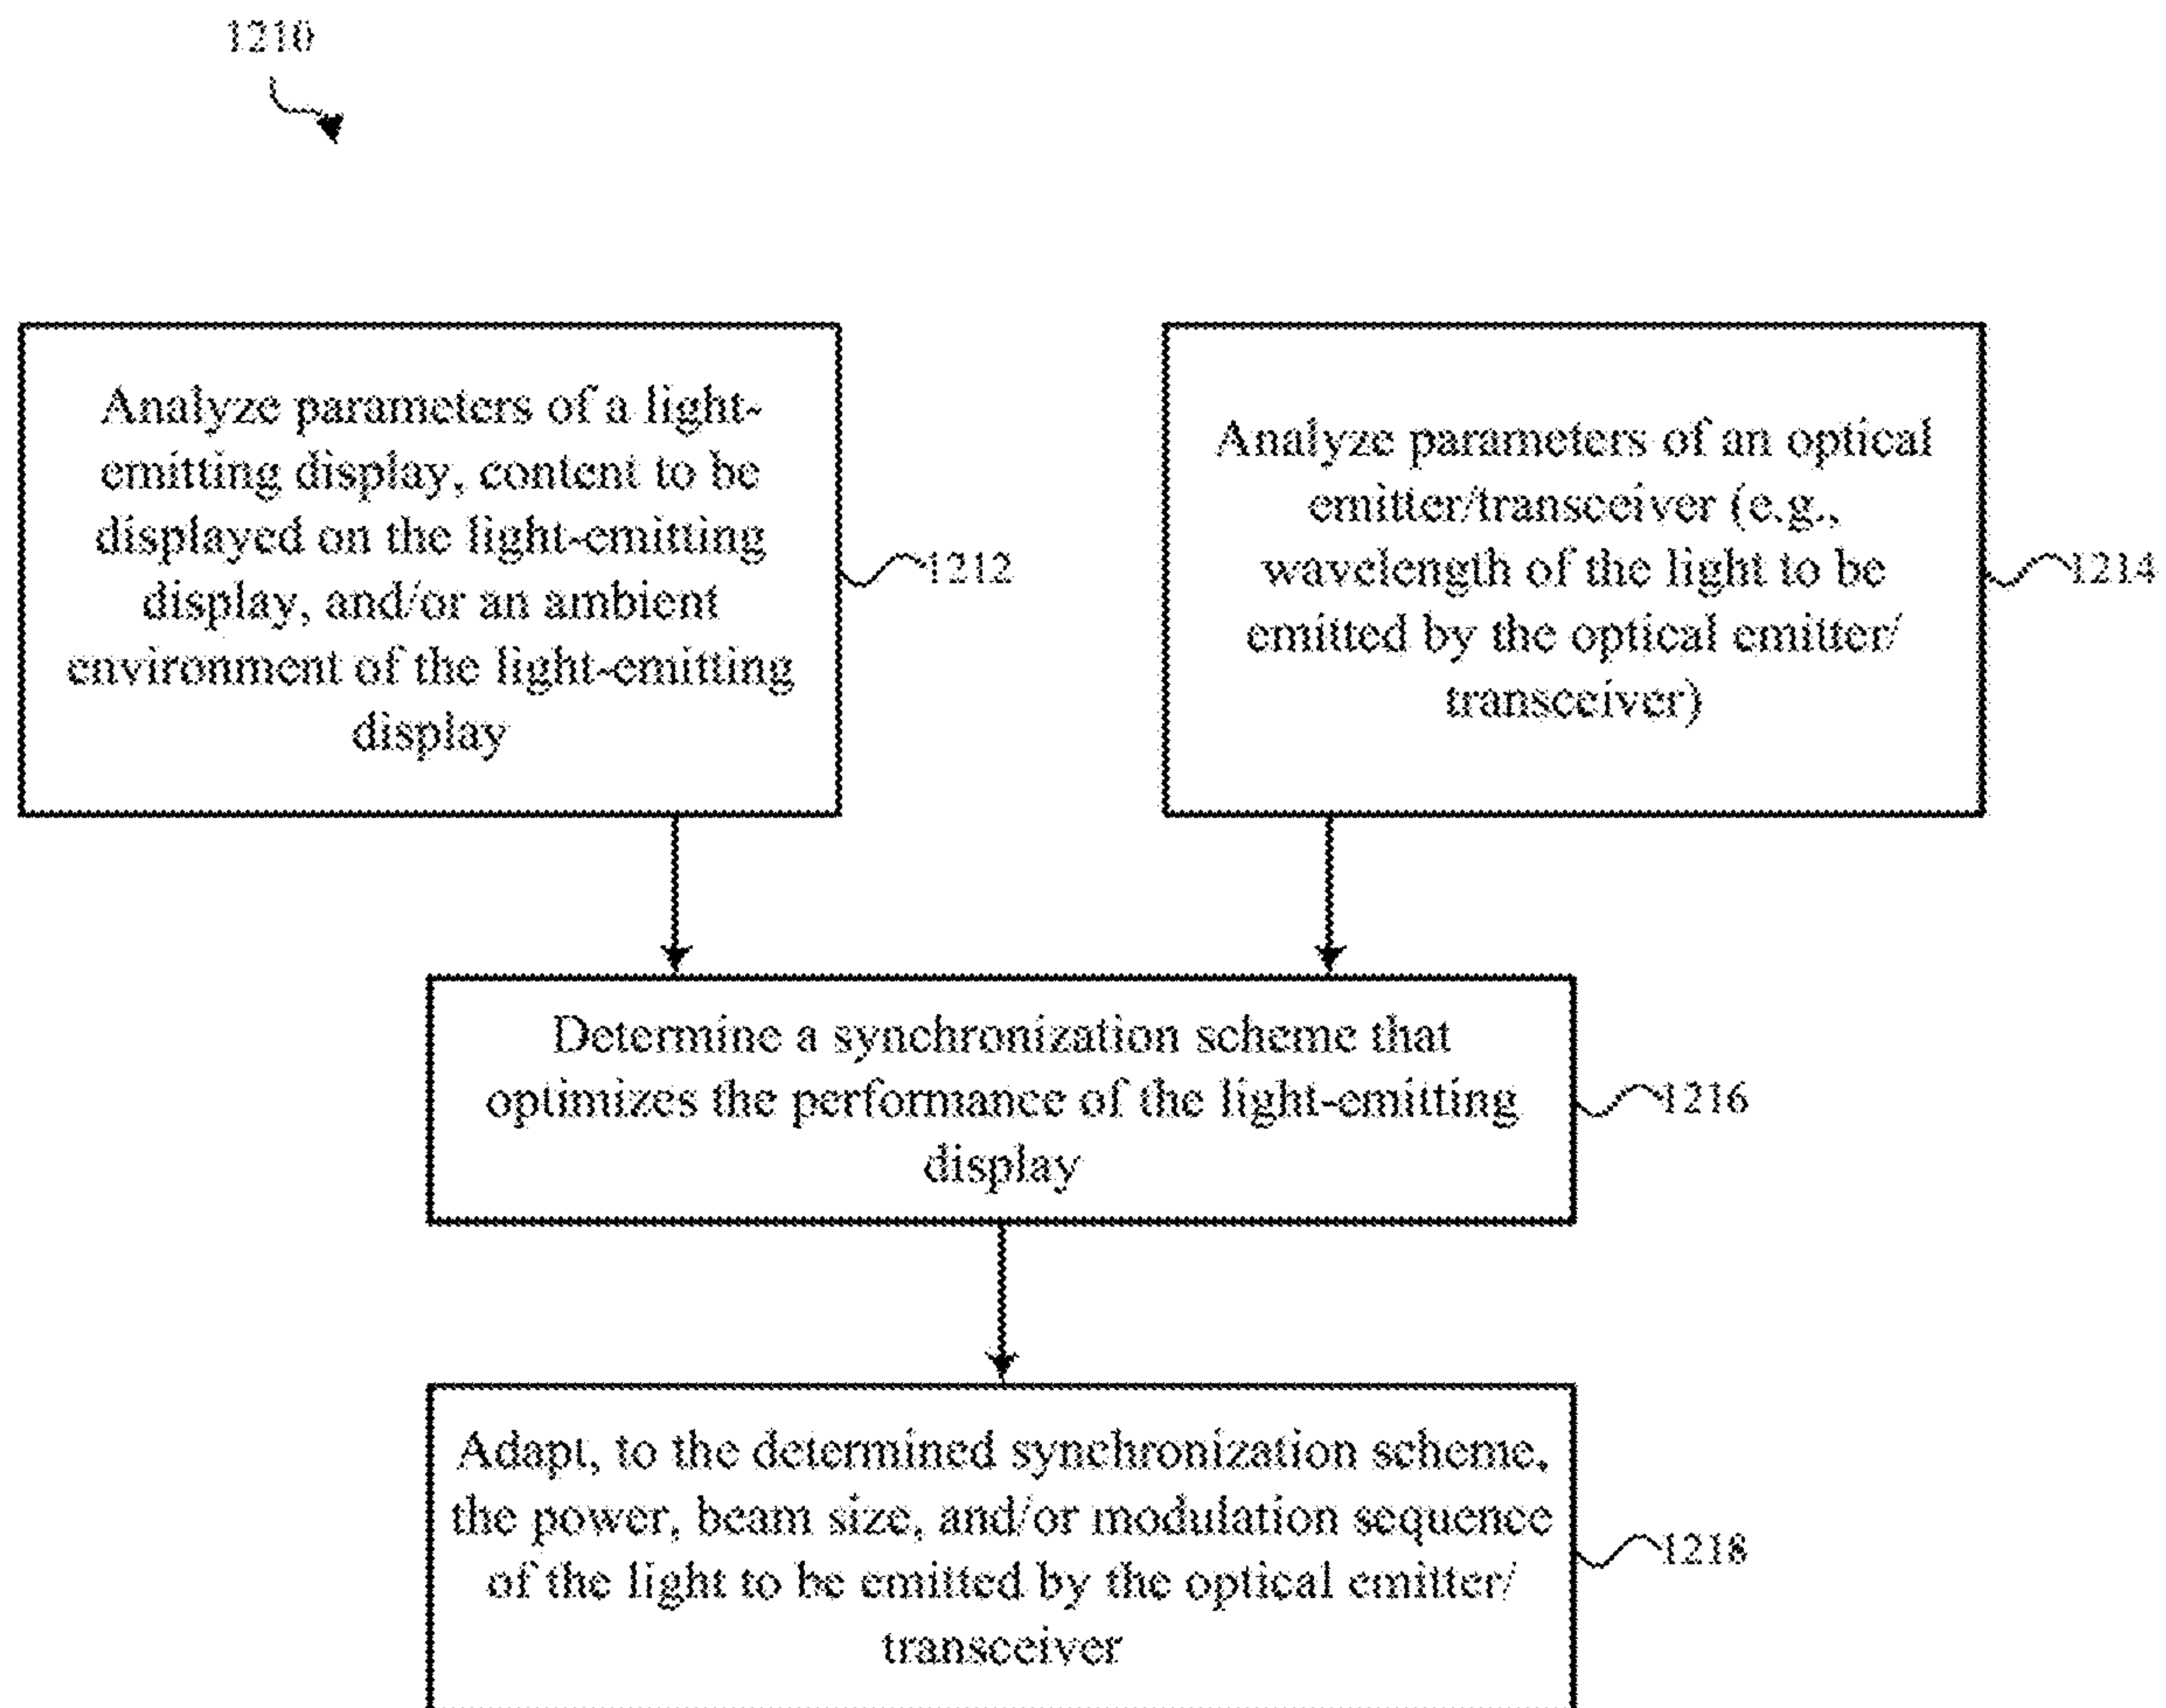 1210
Analyze parameters of a light-
emitting display, content to be
displayed on the light-emitting
display, and/or an ambient
environment of the light-emitting
display
1212
Analyze parameters of an optical
emitter/transceiver (e.g.,
wavelength of the light to be
emitted by the optical emitter/
transceiver)
1214
Determine a synchronization scheme that
optimizes the performance of the light-emitting
display
1216
Adapt, to the determined synchronization scheme,
the power, beam size, and/or modulation sequence
of the light to be emitted by the optical emitter/
transceiver
1218